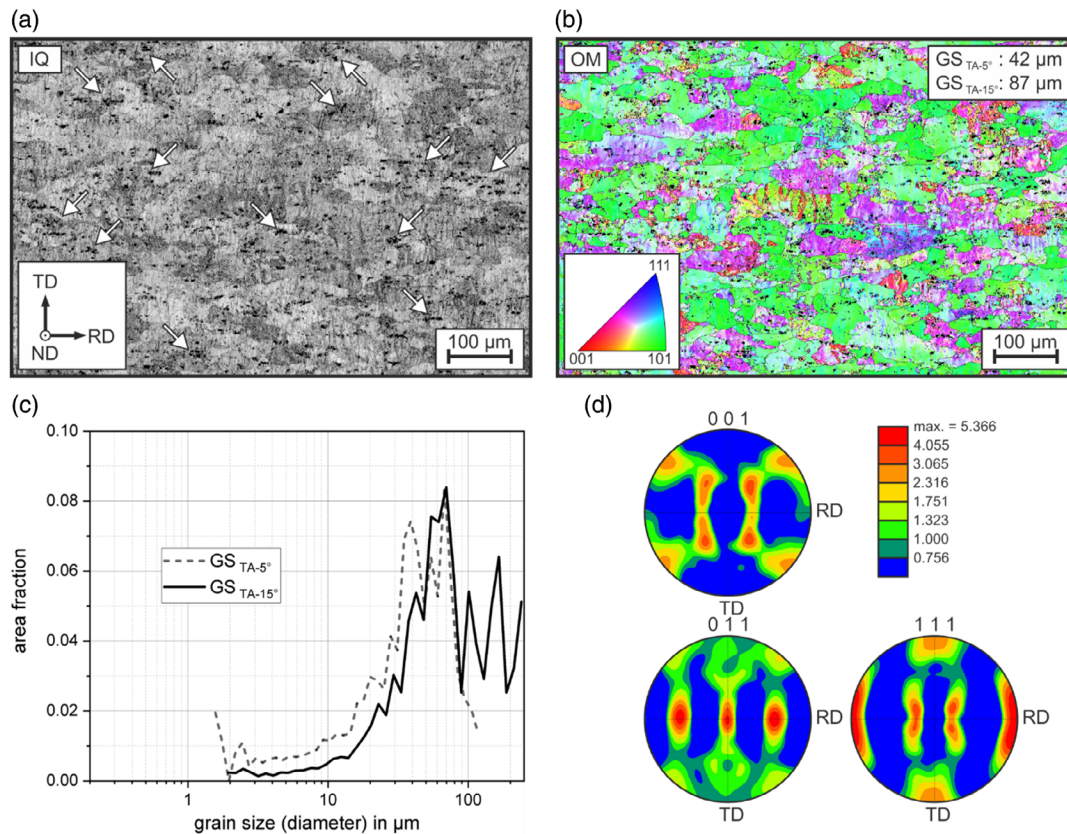 (a)
IQ
TD
RD
ND
100 μm
(b)
OM
GS TA-5° : 42 μm
GS TA-15° : 87 μm
111
001
101
100 μm
(c)
0.10
0.08
0.06
0.04
0.02
0.00
area fraction
GS TA-5°
GS TA-15°
1
10
100
grain size (diameter) in μm
(d)
0 0 1
RD
TD
max. = 5.366
4.055
3.065
2.316
1.751
1.323
1.000
0.756
0 1 1
RD
TD
1 1 1
RD
TD